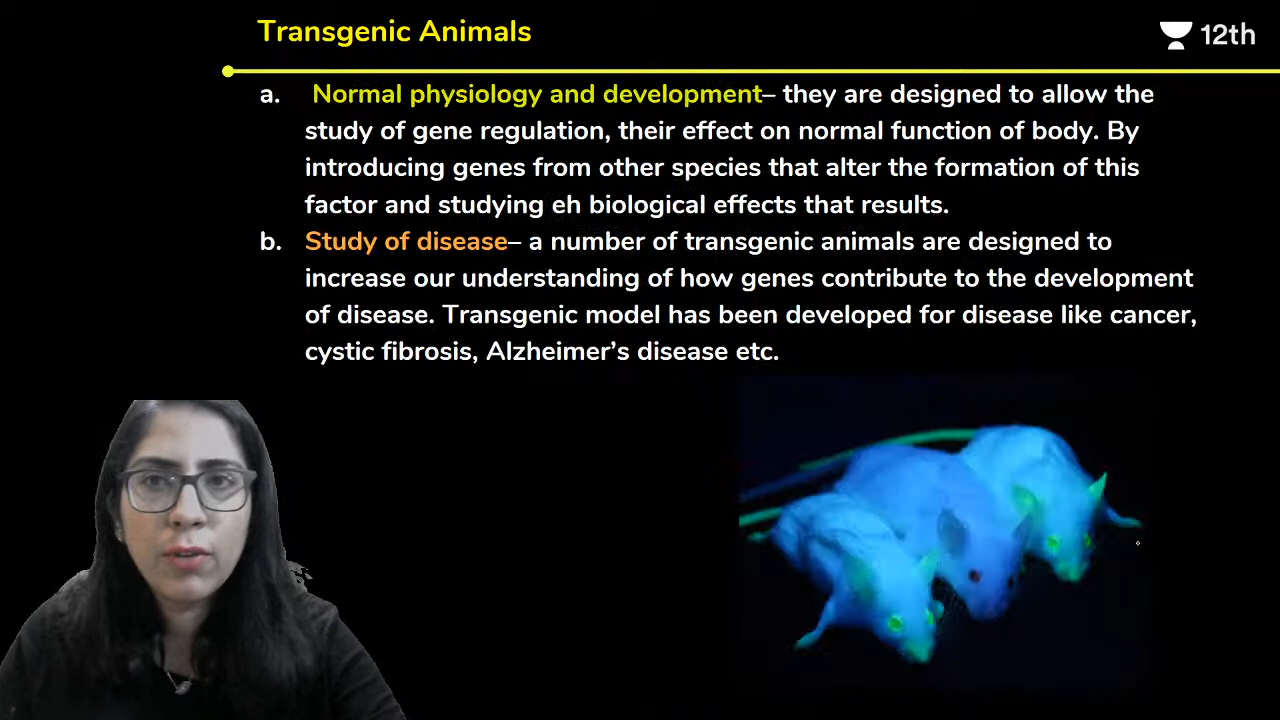 Transgenic Animals
12th
a. Normal physiology and development– they are designed to allow the
study of gene regulation, their effect on normal function of body. By
introducing genes from other species that alter the formation of this
factor and studying eh biological effects that results.
b. Study of disease– a number of transgenic animals are designed to
increase our understanding of how genes contribute to the development
of disease. Transgenic model has been developed for disease like cancer,
cystic fibrosis, Alzheimer’s disease etc.